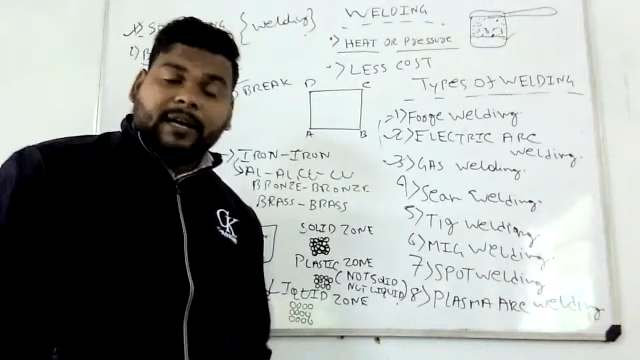 WELDING
{welding}
HEAT OR PRESSURE
LESS COST
BREAK
D C
A B
IRON-IRON
AL-AL CU-CU
BRONZE-BRONZE
BRASS-BRASS
SOLID ZONE
PLASTIC ZONE
(NOT SOLID
NOT LIQUID)
LIQUID ZONE
Types OF WELDING
1) Forge welding
2) ELECTRIC ARC
welding
3) GAS welding.
4) Seam welding.
5) Tig welding
6) MIG welding
7) SPOT welding
8) PLASMA ARC welding
CK